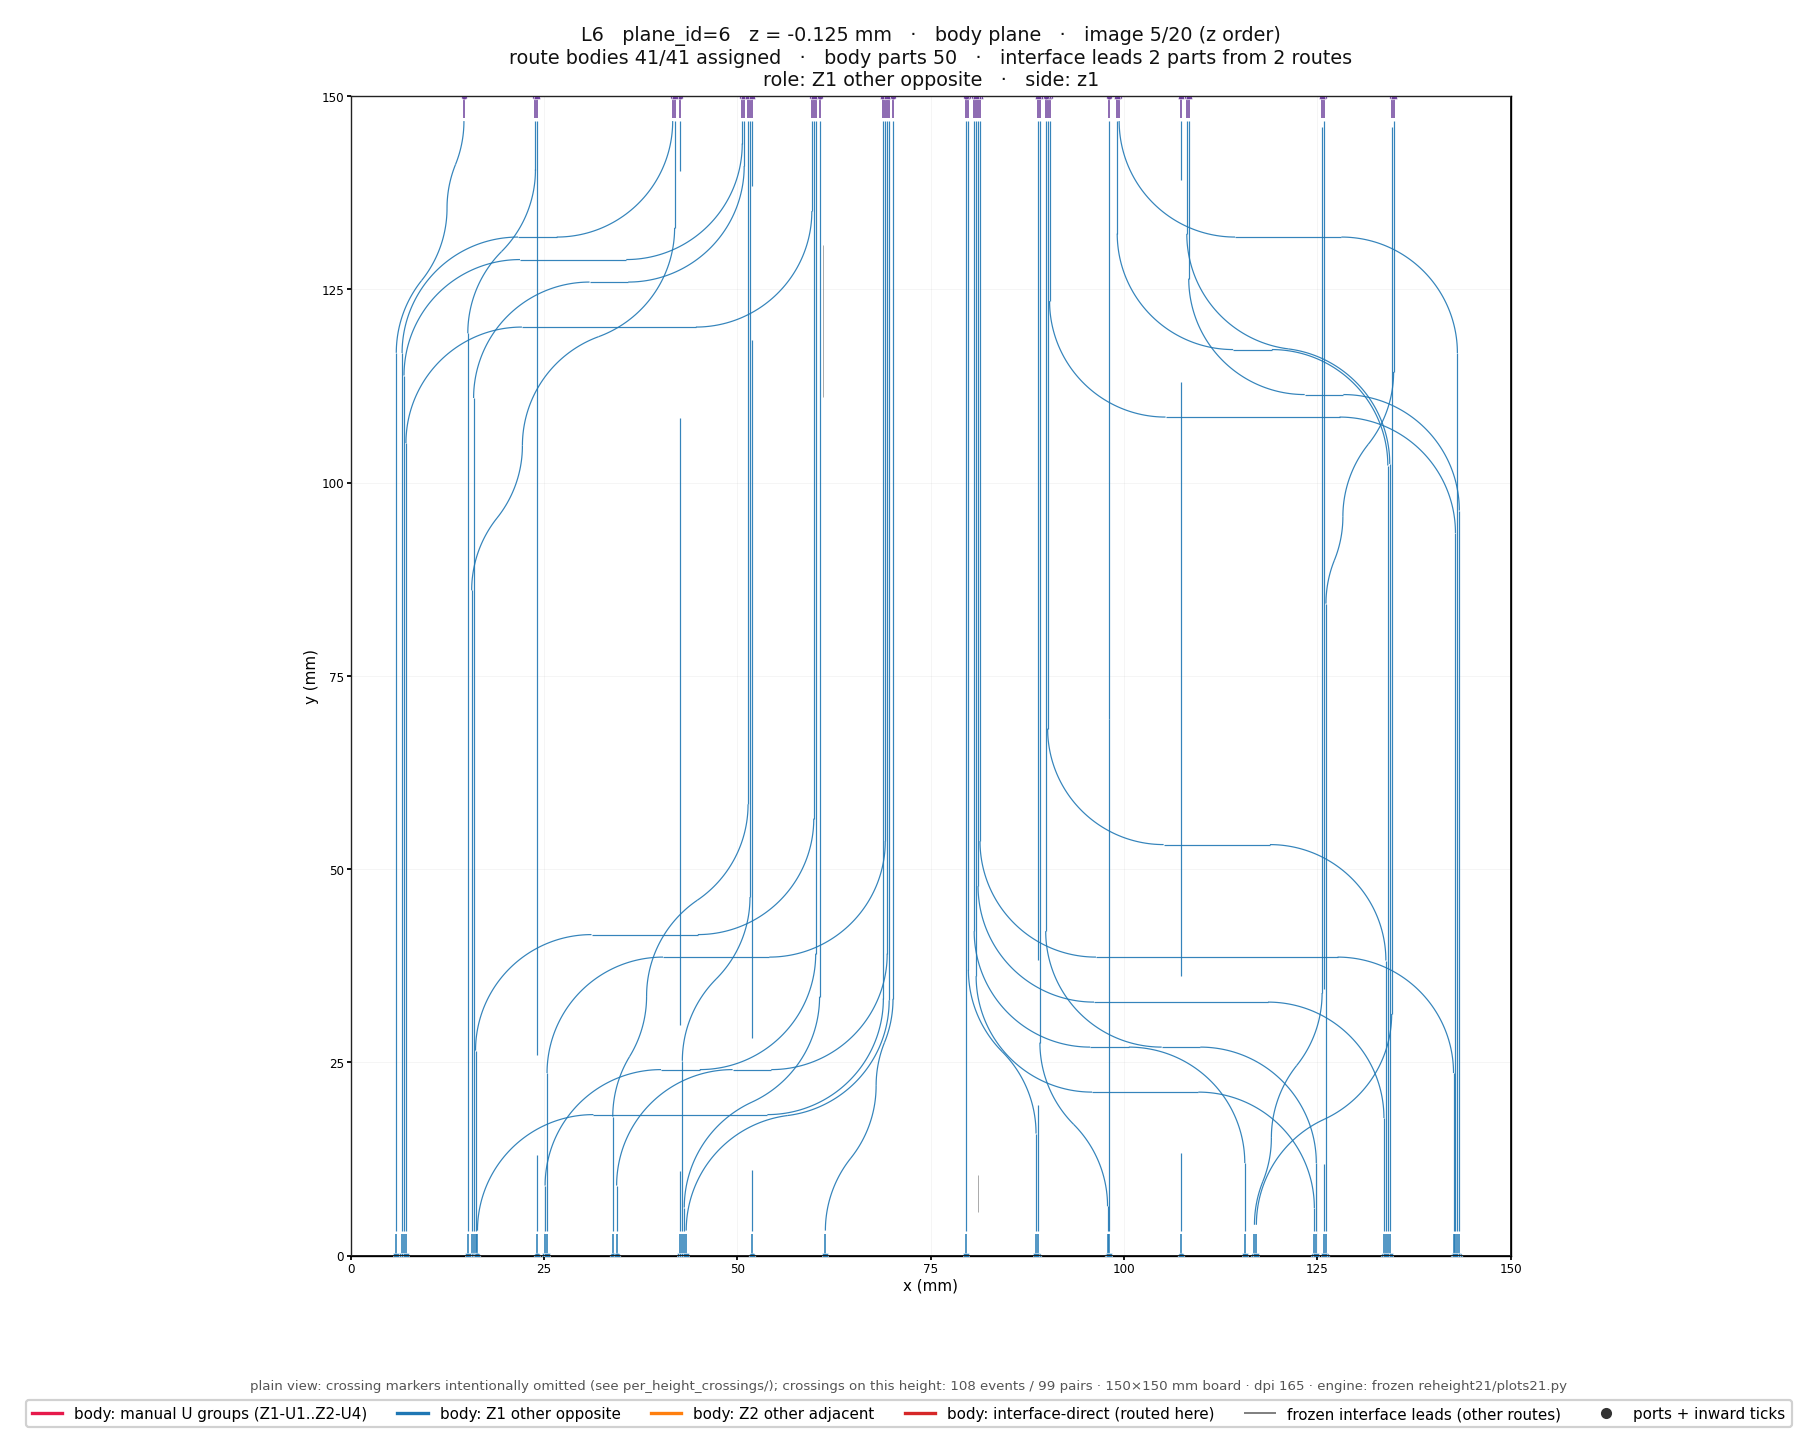 L6   plane_id=6   z = -0.125 mm   ·   body plane   ·   image 5/20 (z order)
route bodies 41/41 assigned   ·   body parts 50   ·   interface leads 2 parts from 2 routes
role: Z1 other opposite   ·   side: z1
150
125
100
75
50
25
0
y (mm)
0 25 50 75 100 125 150
x (mm)
plain view: crossing markers intentionally omitted (see per_height_crossings/); crossings on this height: 108 events / 99 pairs · 150×150 mm board · dpi 165 · engine: frozen reheight21/plots21.py
body: manual U groups (Z1-U1..Z2-U4) body: Z1 other opposite body: Z2 other adjacent body: interface-direct (routed here) frozen interface leads (other routes) ports + inward ticks